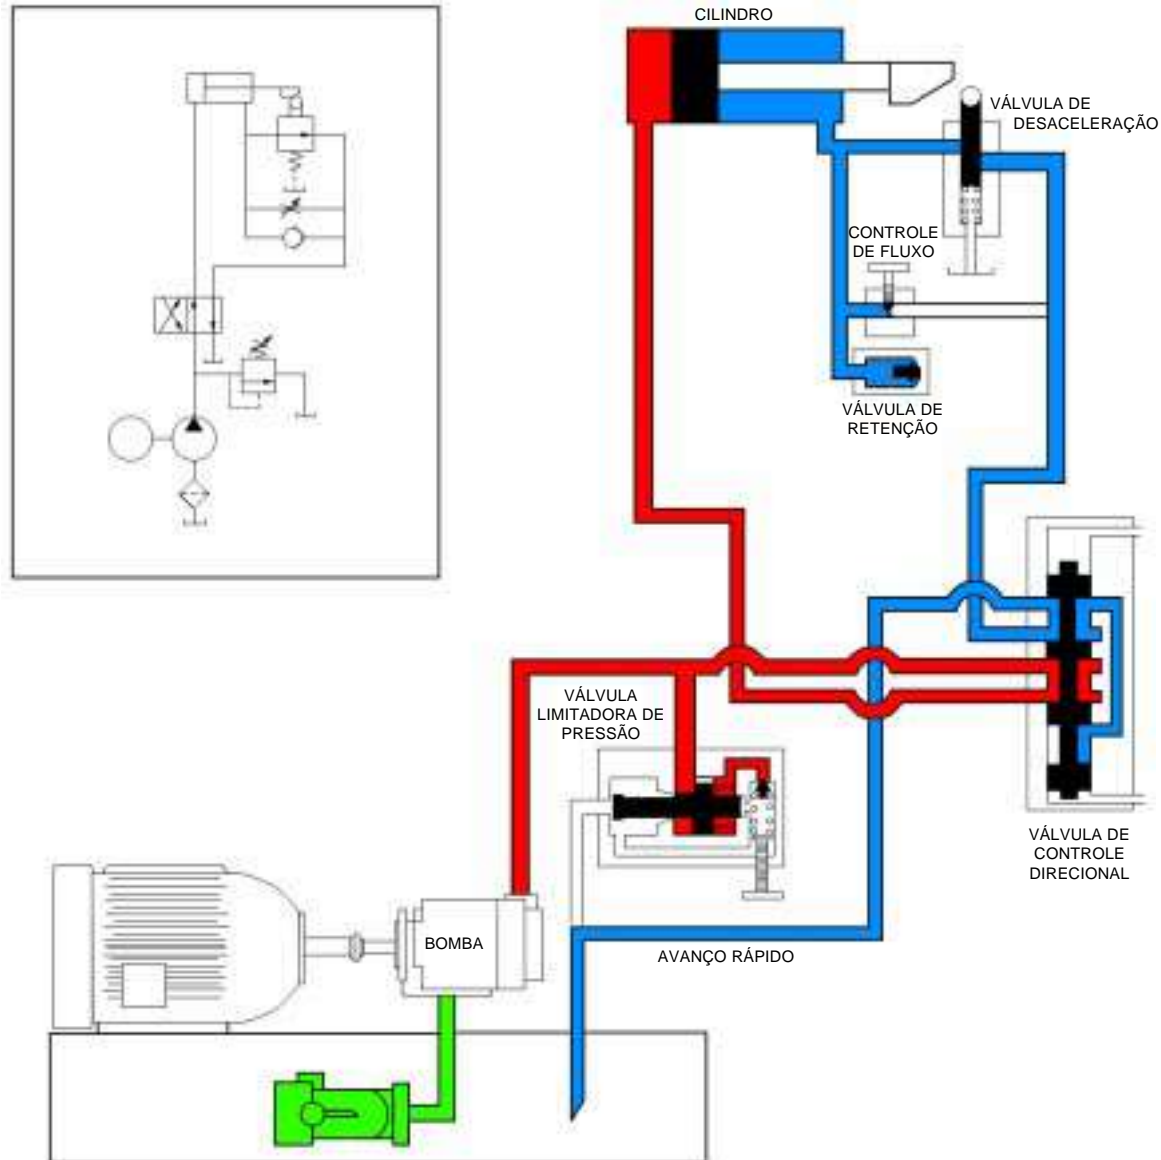 CILINDRO
VÁLVULA DE
DESACELERAÇÃO
CONTROLE
DE FLUXO
VÁLVULA DE
RETENÇÃO
VÁLVULA
LIMITADORA DE
PRESSÃO
VÁLVULA DE
CONTROLE
DIRECIONAL
BOMBA
AVANÇO RÁPIDO